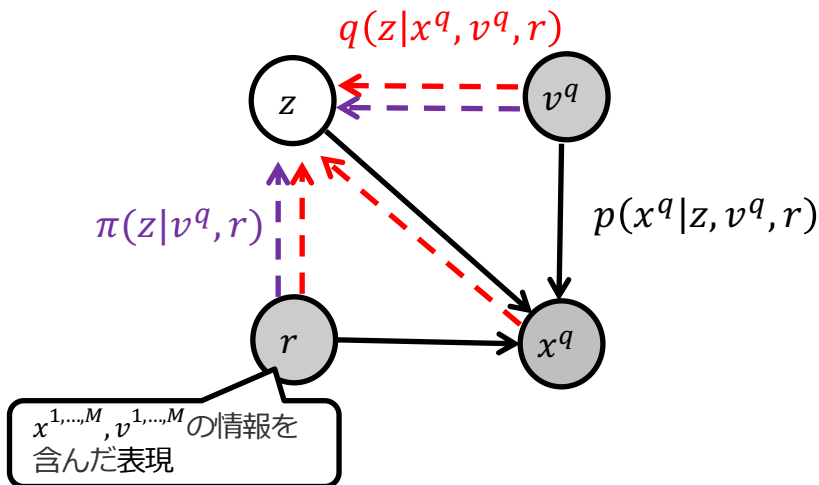 q(z|x^q, v^q, r)
z
v^q
π(z|v^q, r)
p(x^q|z, v^q, r)
r
x^q
x^{1,…,M}, v^{1,…,M}の情報を
含んだ表現